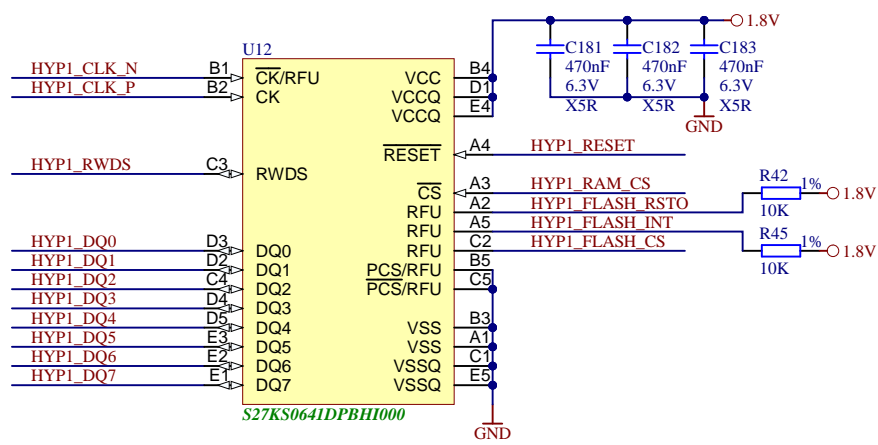 U12
HYP1_CLK_N B1 CK/RFU
HYP1_CLK_P B2 CK
HYP1_RWDS C3 RWDS
HYP1_DQ0 D3 DQ0
HYP1_DQ1 D2 DQ1
HYP1_DQ2 C4 DQ2
HYP1_DQ3 D4 DQ3
HYP1_DQ4 D5 DQ4
HYP1_DQ5 E3 DQ5
HYP1_DQ6 E2 DQ6
HYP1_DQ7 E1 DQ7
VCC B4
VCCQ D1
VCCQ E4
RESET A4 HYP1_RESET
CS A3 HYP1_RAM_CS
RFU A2 HYP1_FLASH_RSTO
RFU A5 HYP1_FLASH_INT
RFU C2 HYP1_FLASH_CS
PCS/RFU B5
PCS/RFU C5
VSS B3
VSS A1
VSSQ C1
VSSQ E5
S27KS0641DPBHI000
GND
1.8V
C181
470nF
6.3V
X5R
C182
470nF
6.3V
X5R
C183
470nF
6.3V
X5R
GND
R42
1%
10K
1.8V
R45
1%
10K
1.8V